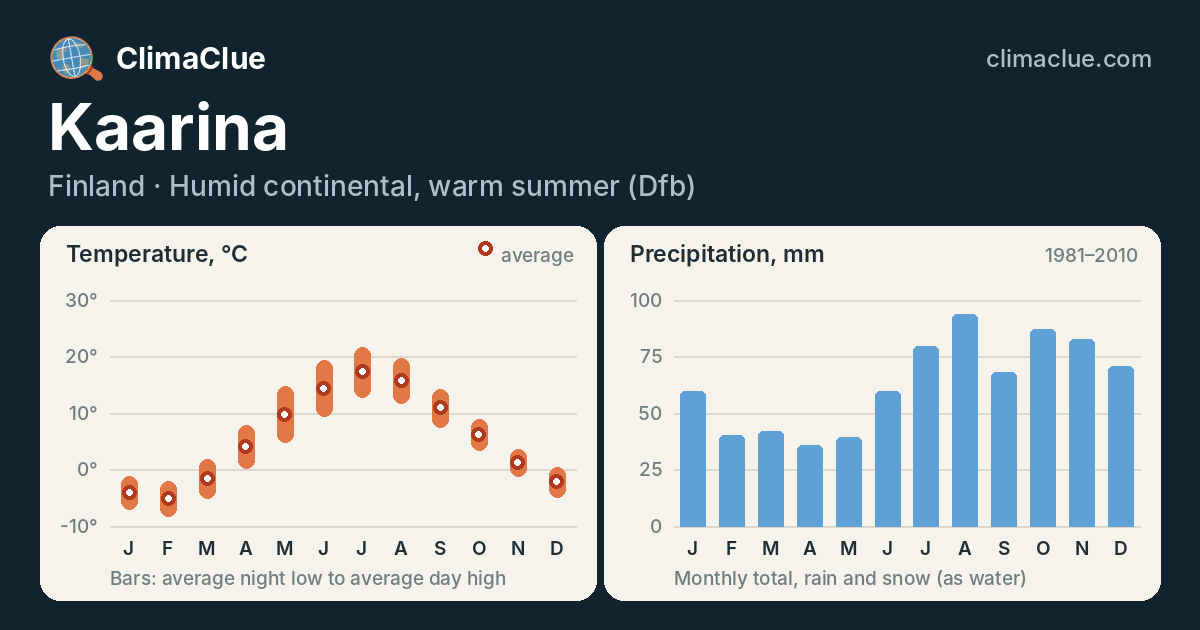 ClimaClue
climaclue.com
Kaarina
Finland · Humid continental, warm summer (Dfb)
Temperature, °C
average
30°
20°
10°
0°
-10°
J F M A M J J A S O N D
Bars: average night low to average day high
Precipitation, mm
1981–2010
100
75
50
25
0
J F M A M J J A S O N D
Monthly total, rain and snow (as water)